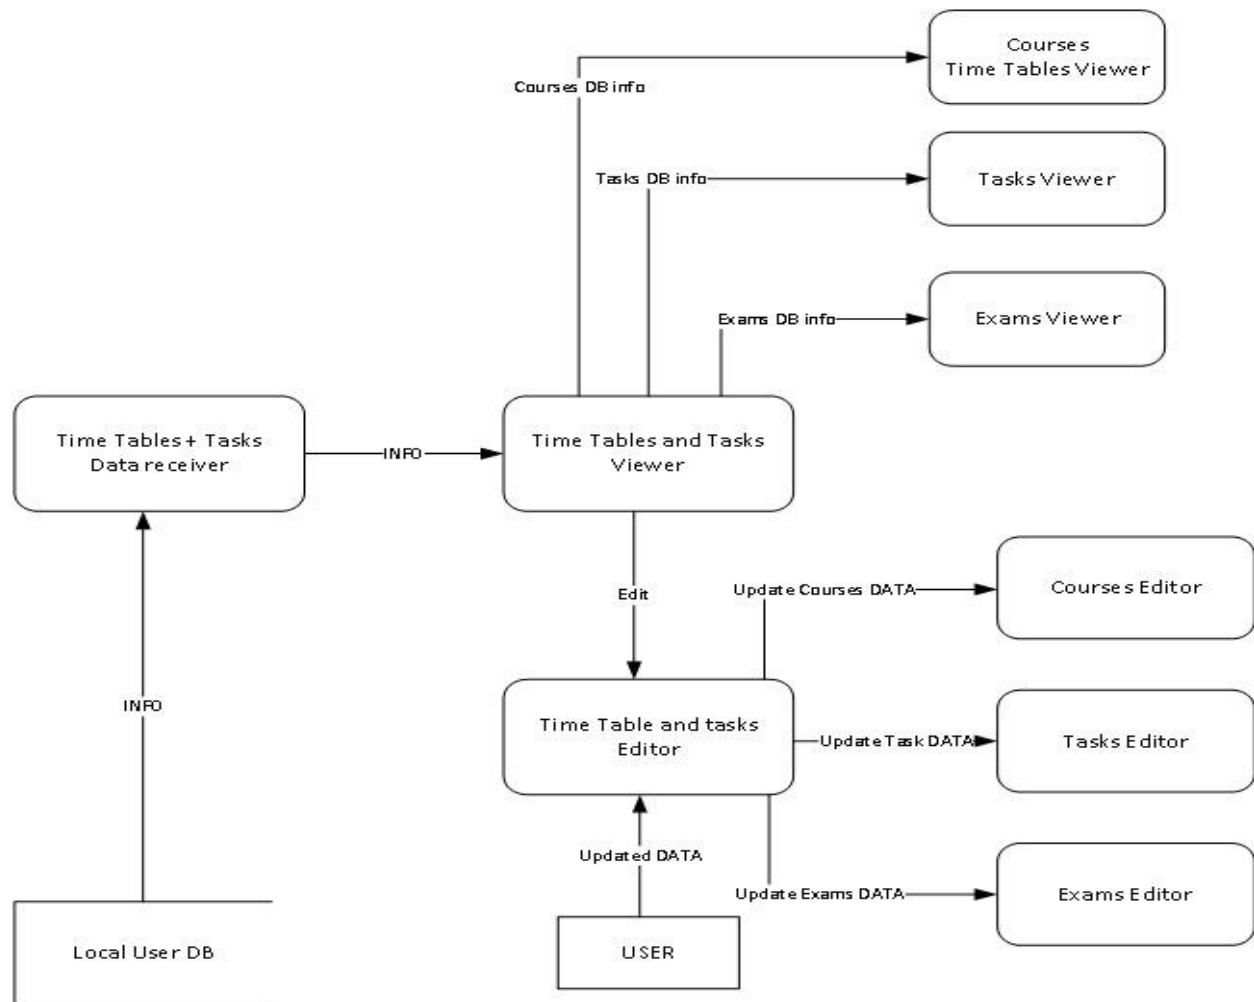 Courses
Time Tables Viewer
Courses DB info
Tasks DB info
Tasks Viewer
Exams DB info
Exams Viewer
Time Tables + Tasks
Data receiver
INFO
Time Tables and Tasks
Viewer
Edit
Update Courses DATA
Courses Editor
INFO
Time Table and tasks
Editor
Update Task DATA
Tasks Editor
Updated DATA
Update Exams DATA
Exams Editor
Local User DB
USER